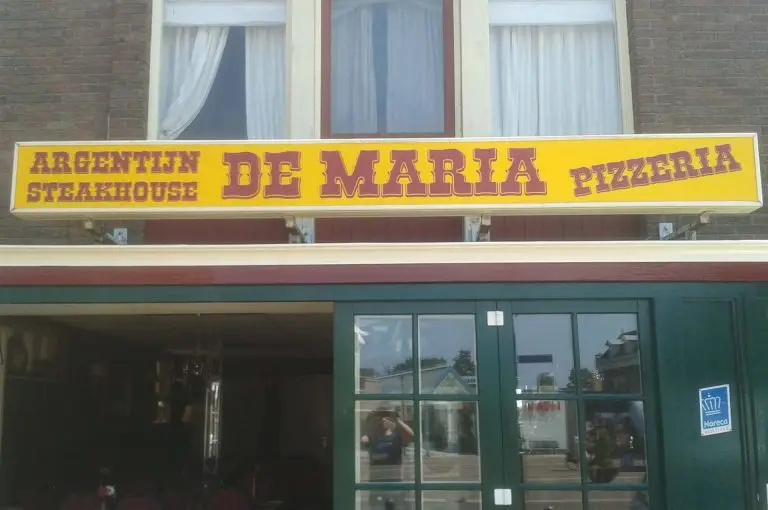 ARGENTIJN
STEAKHOUSE
DE MARIA
PIZZERIA
Horeca